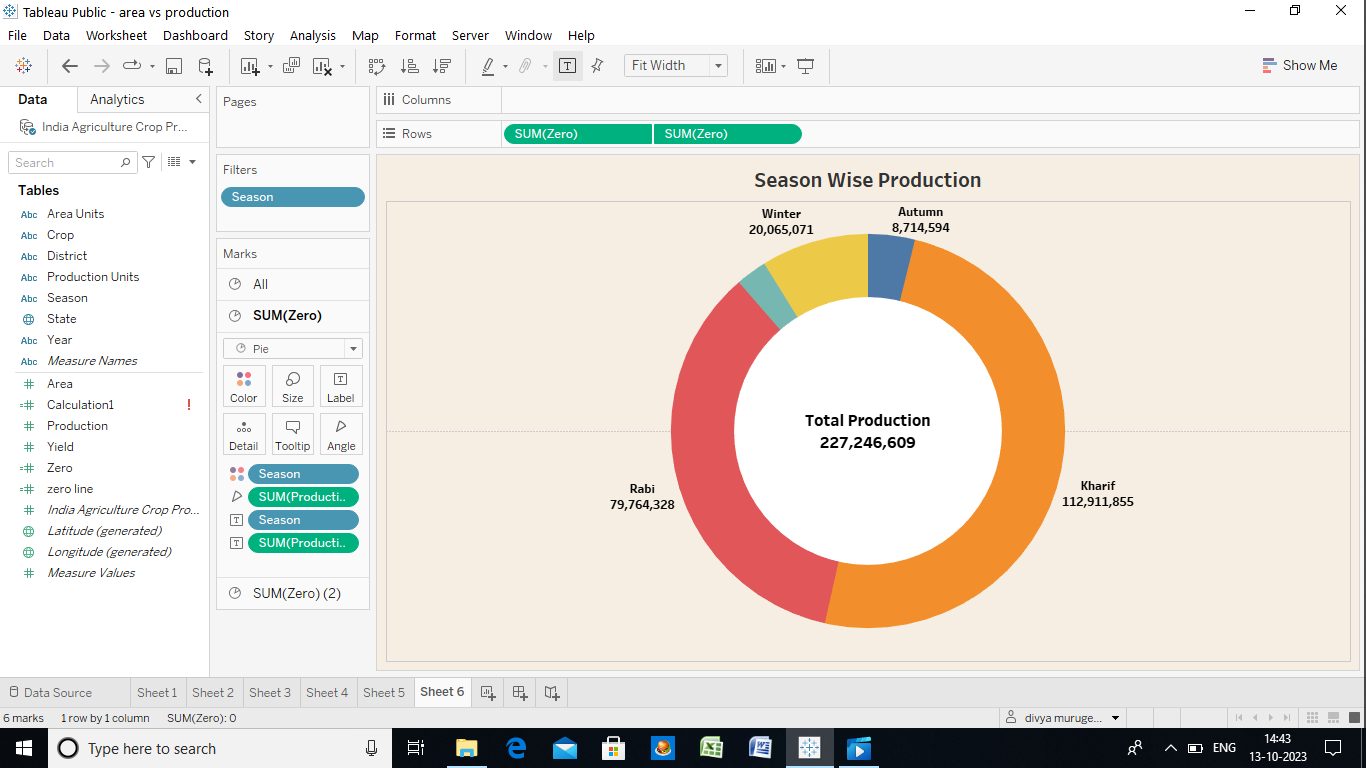 Tableau Public - area vs production
File Data Worksheet Dashboard Story Analysis Map Format Server Window Help
Fit Width
Show Me
Data Analytics
India Agriculture Crop Pr...
Search
Tables
Abc Area Units
Abc Crop
Abc District
Abc Production Units
Abc Season
State
Abc Year
Abc Measure Names
# Area
=# Calculation1 !
# Production
# Yield
=# Zero
=# zero line
# India Agriculture Crop Pro...
Latitude (generated)
Longitude (generated)
# Measure Values
Pages
Filters
Season
Marks
All
SUM(Zero)
Pie
Color Size Label
Detail Tooltip Angle
Season
SUM(Producti..
Season
SUM(Producti..
SUM(Zero) (2)
Columns
Rows SUM(Zero) SUM(Zero)
Season Wise Production
Winter
20,065,071
Autumn
8,714,594
Total Production
227,246,609
Rabi
79,764,328
Kharif
112,911,855
Data Source Sheet 1 Sheet 2 Sheet 3 Sheet 4 Sheet 5 Sheet 6
6 marks 1 row by 1 column SUM(Zero): 0 divya muruge...
Type here to search
ENG
14:43
13-10-2023